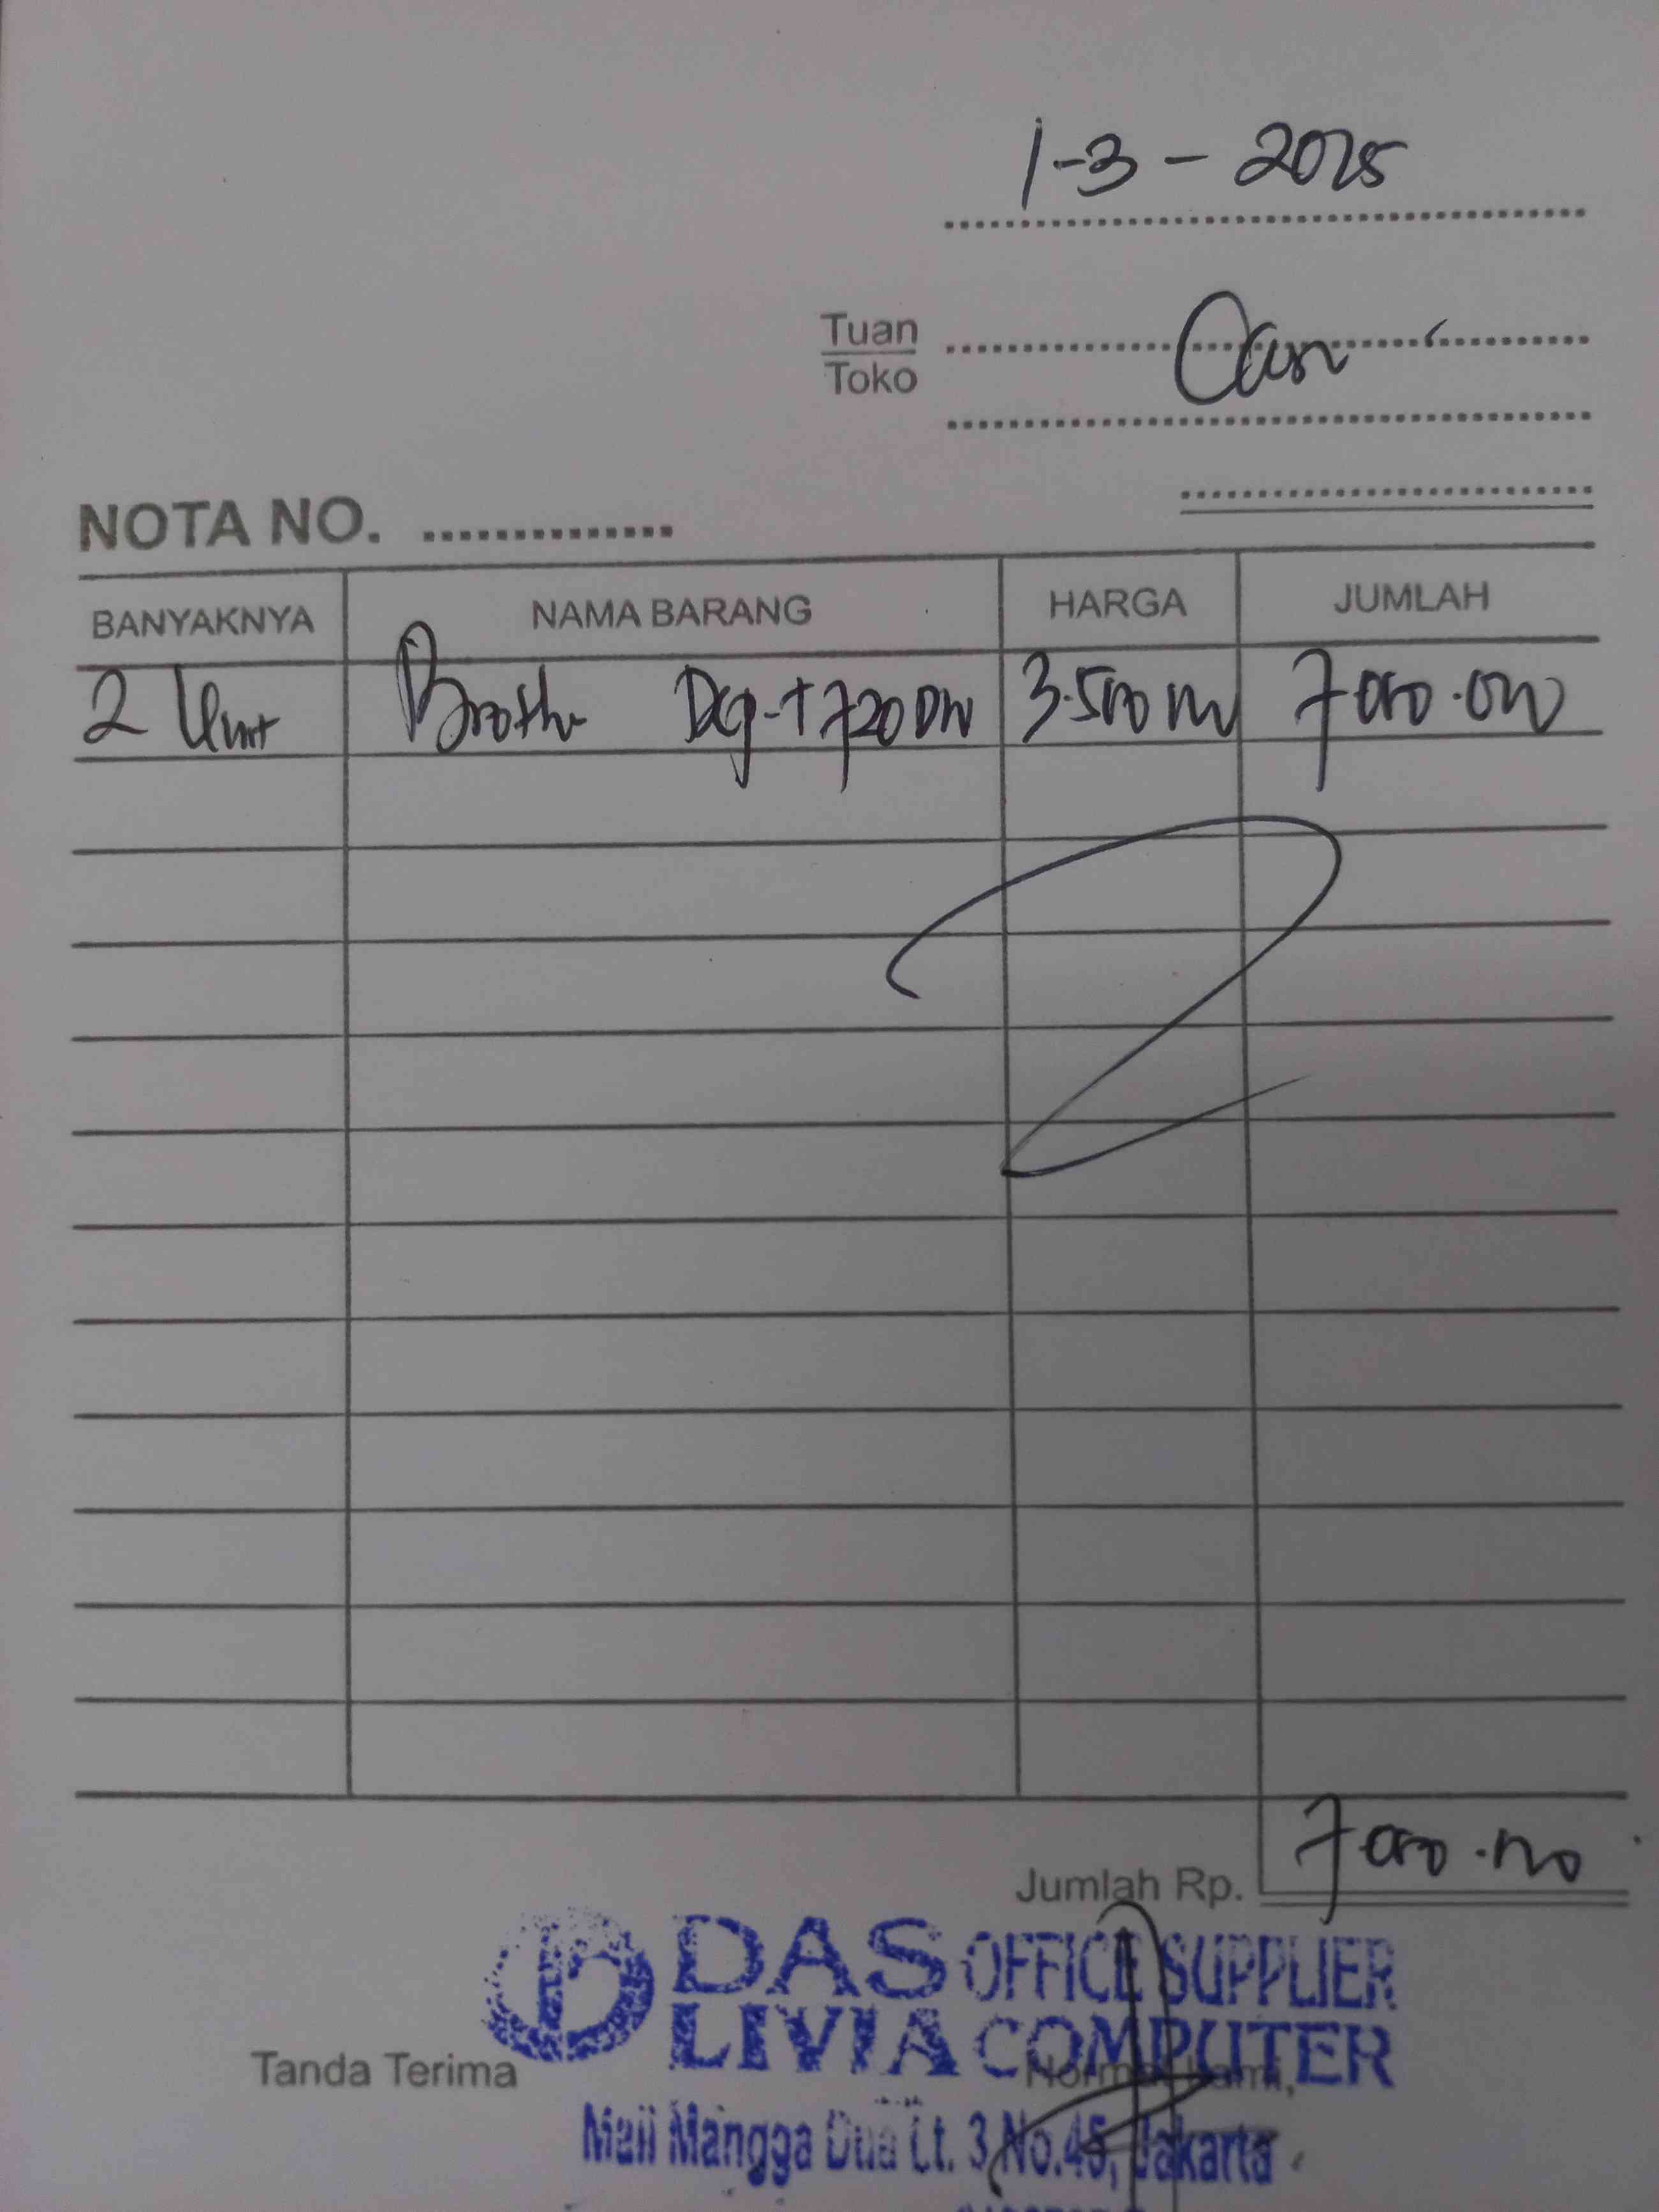 1-3-2025
Tuan
Toko
NOTA NO. ..............
BANYAKNYA NAMA BARANG HARGA JUMLAH
2 Unit Brother Dcp-T720DW 3.500.000 7.000.000
Jumlah Rp. 7.000.000
DAS OFFICE SUPPLIER
LIVIA COMPUTER
Tanda Terima Hormat kami,
Mall Mangga Dua Lt. 3 No.45, Jakarta